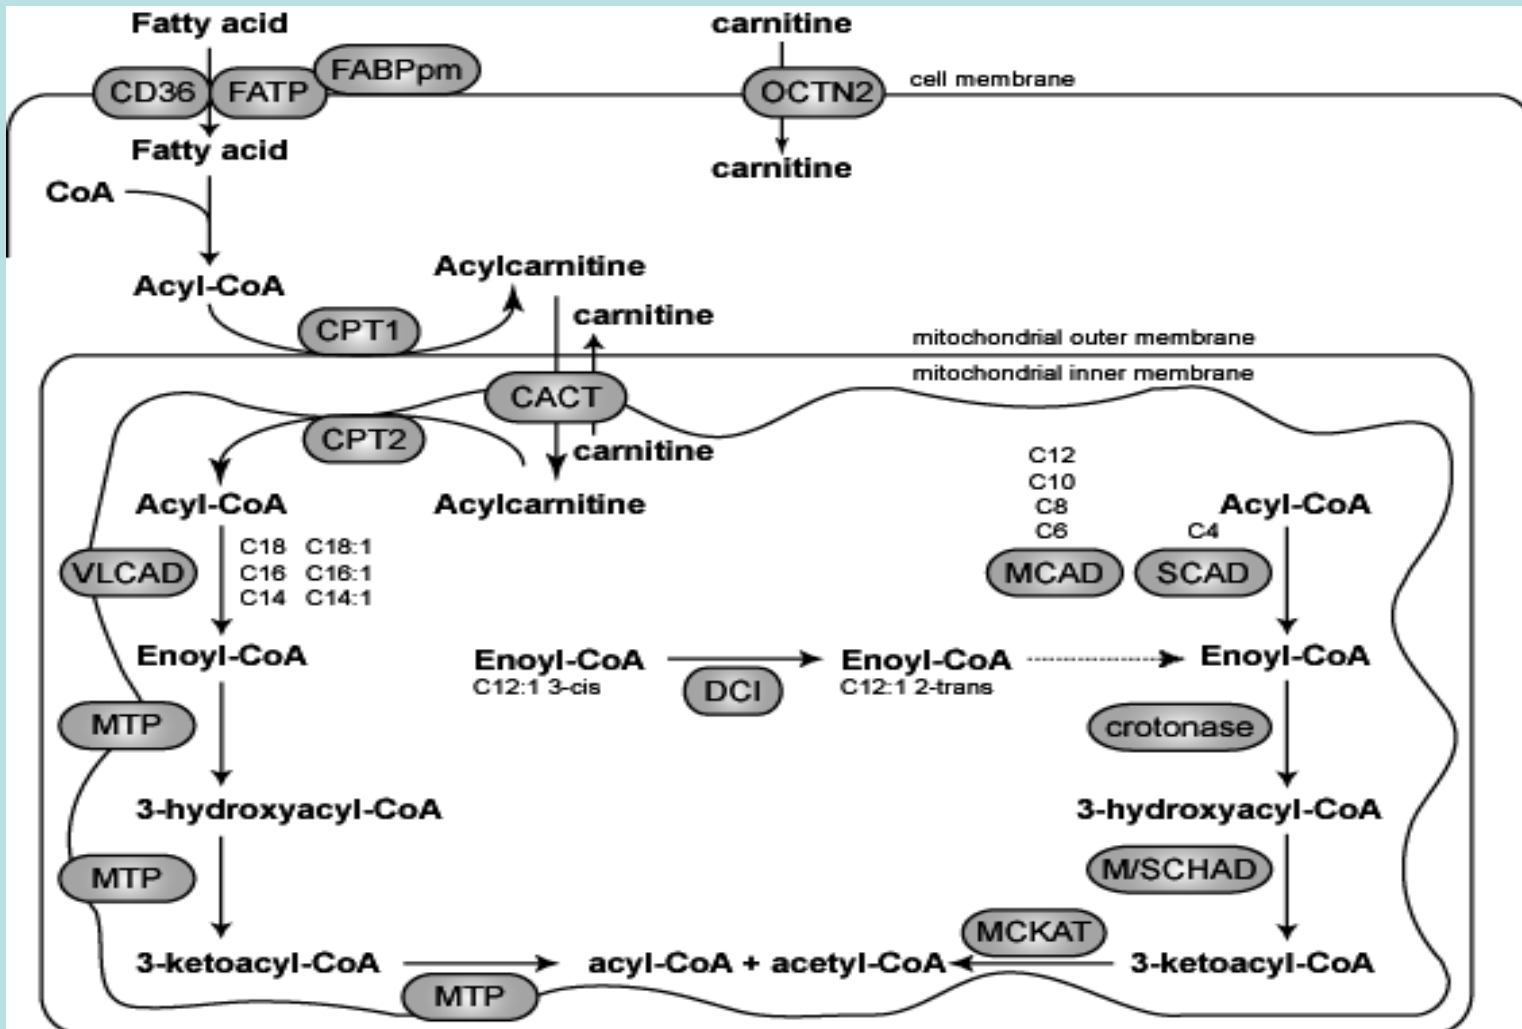 Fatty acid
carnitine
FABPpm
CD36
FATP
OCTN2
cell membrane
Fatty acid
carnitine
CoA
Acyl-CoA
Acylcarnitine
carnitine
CPT1
mitochondrial outer membrane
mitochondrial inner membrane
CACT
CPT2
carnitine
Acyl-CoA
Acylcarnitine
C12
C10
C8
C6
C4
Acyl-CoA
VLCAD
C18 C18:1
C16 C16:1
C14 C14:1
MCAD
SCAD
Enoyl-CoA
Enoyl-CoA
C12:1 3-cis
DCI
Enoyl-CoA
C12:1 2-trans
Enoyl-CoA
MTP
crotonase
3-hydroxyacyl-CoA
3-hydroxyacyl-CoA
MTP
M/SCHAD
3-ketoacyl-CoA
MTP
acyl-CoA + acetyl-CoA
MCKAT
3-ketoacyl-CoA